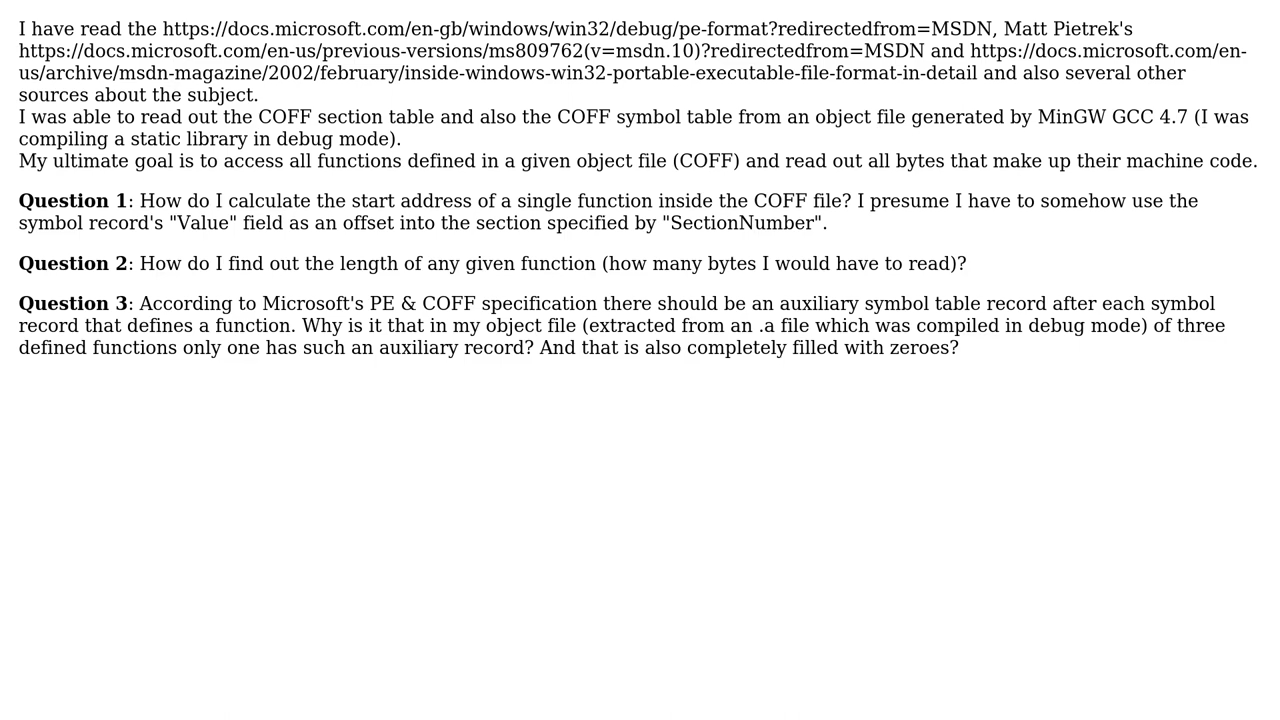 I have read the https://docs.microsoft.com/en-gb/windows/win32/debug/pe-format?redirectedfrom=MSDN, Matt Pietrek's
https://docs.microsoft.com/en-us/previous-versions/ms809762(v=msdn.10)?redirectedfrom=MSDN and https://docs.microsoft.com/en-
us/archive/msdn-magazine/2002/february/inside-windows-win32-portable-executable-file-format-in-detail and also several other
sources about the subject.
I was able to read out the COFF section table and also the COFF symbol table from an object file generated by MinGW GCC 4.7 (I was
compiling a static library in debug mode).
My ultimate goal is to access all functions defined in a given object file (COFF) and read out all bytes that make up their machine code.
Question 1: How do I calculate the start address of a single function inside the COFF file? I presume I have to somehow use the
symbol record's "Value" field as an offset into the section specified by "SectionNumber".
Question 2: How do I find out the length of any given function (how many bytes I would have to read)?
Question 3: According to Microsoft's PE & COFF specification there should be an auxiliary symbol table record after each symbol
record that defines a function. Why is it that in my object file (extracted from an .a file which was compiled in debug mode) of three
defined functions only one has such an auxiliary record? And that is also completely filled with zeroes?